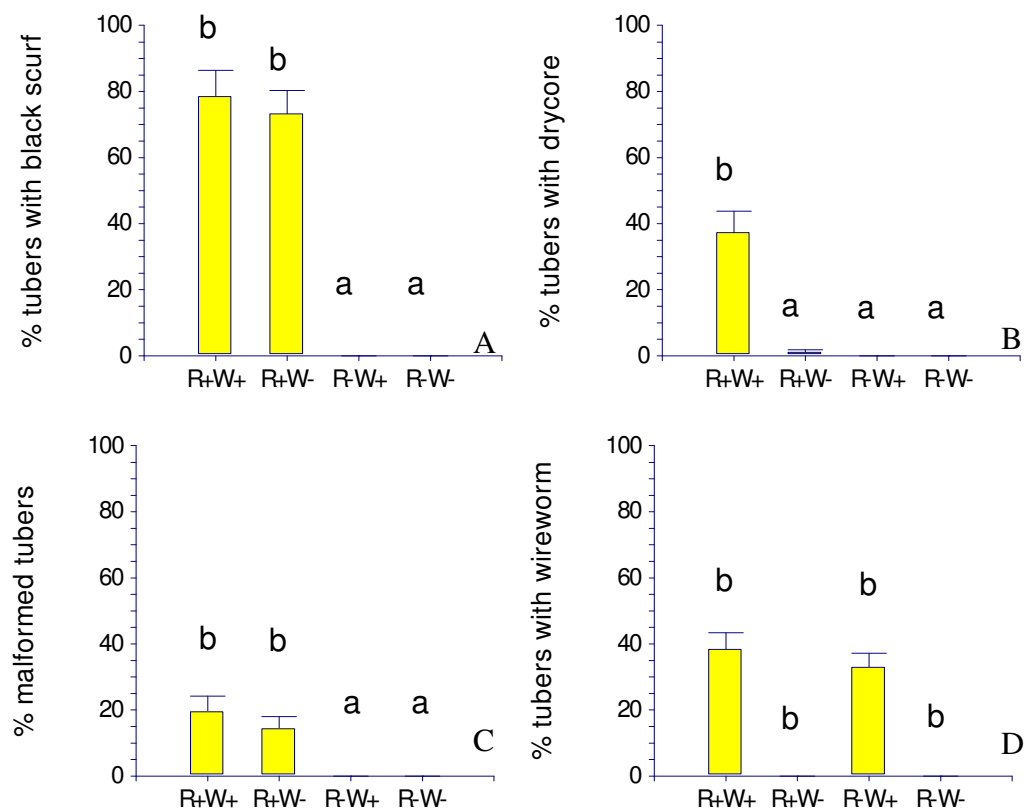 % tubers with black scurf
100
80
60
40
20
0
b
b
a
a
A
R+W+ R+W- R-W+ R-W-
% tubers with drycore
100
80
60
40
20
0
b
a
a
a
B
R+W+ R+W- R-W+ R-W-
% malformed tubers
100
80
60
40
20
0
b
b
a
a
C
R+W+ R+W- R-W+ R-W-
% tubers with wireworm
100
80
60
40
20
0
b
b
b
b
D
R+W+ R+W- R-W+ R-W-